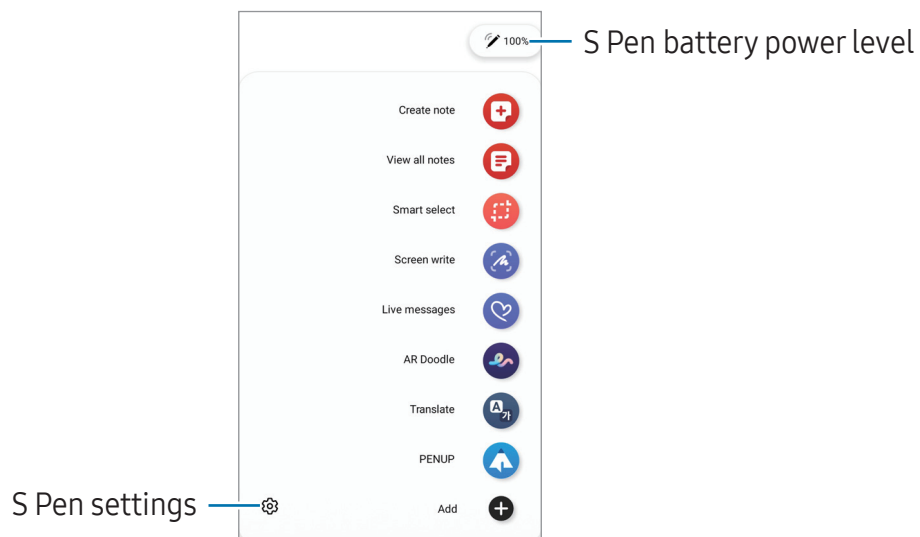 100%
S Pen battery power level
Create note
View all notes
Smart select
Screen write
Live messages
AR Doodle
Translate
A
가
PENUP
S Pen settings
Add